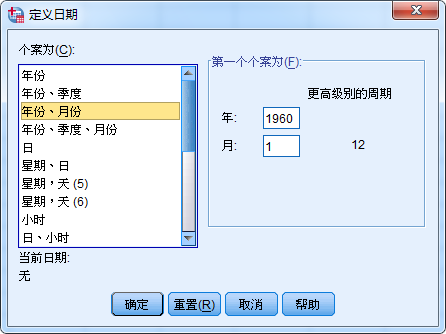 定义日期
个案为(C):
年份
年份、季度
年份、月份
年份、季度、月份
日
星期、日
星期，天 (5)
星期，天 (6)
小时
日、小时
当前日期:
无
第一个个案为(F):
更高级别的周期
年: 1960
月: 1 12
确定 重置(R) 取消 帮助